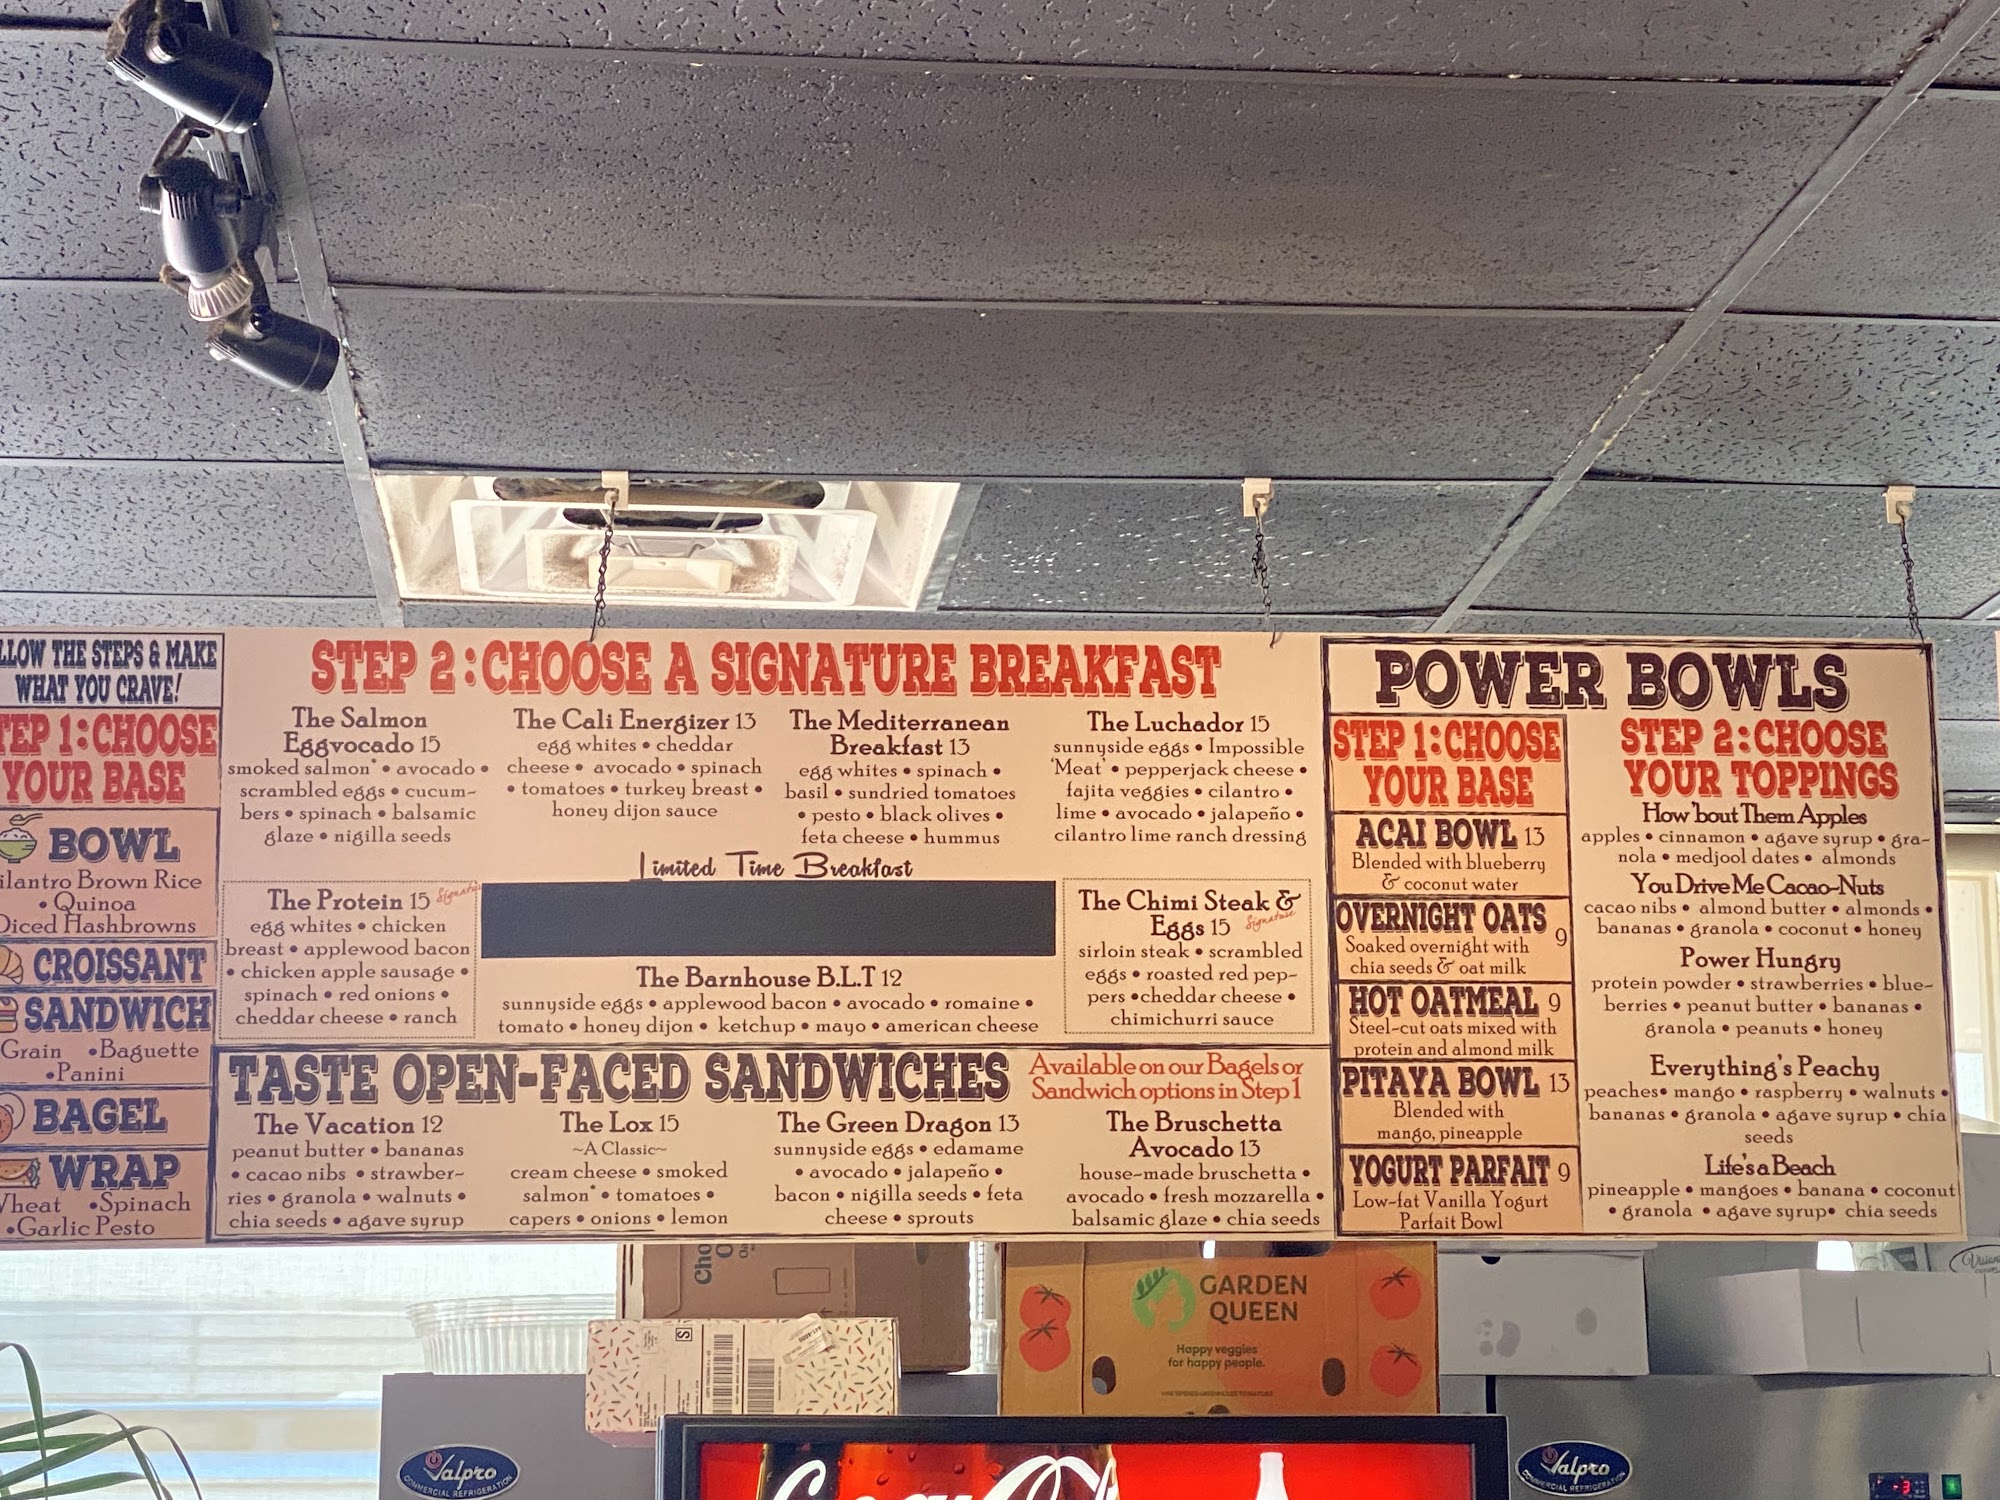 LLOW THE STEPS & MAKE
WHAT YOU CRAVE!
TEP 1: CHOOSE
YOUR BASE
BOWL
ilantro Brown Rice
• Quinoa
Diced Hashbrowns
CROISSANT
SANDWICH
Grain •Baguette
•Panini
BAGEL
WRAP
Wheat •Spinach
•Garlic Pesto
STEP 2: CHOOSE A SIGNATURE BREAKFAST
The Salmon
Eggvocado 15
smoked salmon* • avocado •
scrambled eggs • cucum-
bers • spinach • balsamic
glaze • nigilla seeds
The Cali Energizer 13
egg whites • cheddar
cheese • avocado • spinach
• tomatoes • turkey breast •
honey dijon sauce
The Mediterranean
Breakfast 13
egg whites • spinach •
basil • sundried tomatoes
• pesto • black olives •
feta cheese • hummus
The Luchador 15
sunnyside eggs • Impossible
'Meat' • pepperjack cheese •
fajita veggies • cilantro •
lime • avocado • jalapeño •
cilantro lime ranch dressing
Limited Time Breakfast
The Protein 15 Signature
egg whites • chicken
breast • applewood bacon
• chicken apple sausage •
spinach • red onions •
cheddar cheese • ranch
The Barnhouse B.L.T 12
sunnyside eggs • applewood bacon • avocado • romaine •
tomato • honey dijon • ketchup • mayo • american cheese
The Chimi Steak &
Eggs 15 Signature
sirloin steak • scrambled
eggs • roasted red pep-
pers •cheddar cheese •
chimichurri sauce
TASTE OPEN-FACED SANDWICHES
Available on our Bagels or
Sandwich options in Step 1
The Vacation 12
peanut butter • bananas
• cacao nibs • strawber-
ries • granola • walnuts •
chia seeds • agave syrup
The Lox 15
~A Classic~
cream cheese • smoked
salmon* • tomatoes •
capers • onions • lemon
The Green Dragon 13
sunnyside eggs • edamame
• avocado • jalapeño •
bacon • nigilla seeds • feta
cheese • sprouts
The Bruschetta
Avocado 13
house-made bruschetta •
avocado • fresh mozzarella •
balsamic glaze • chia seeds
POWER BOWLS
STEP 1: CHOOSE
YOUR BASE
ACAI BOWL 13
Blended with blueberry
& coconut water
OVERNIGHT OATS 9
Soaked overnight with
chia seeds & oat milk
HOT OATMEAL 9
Steel-cut oats mixed with
protein and almond milk
PITAYA BOWL 13
Blended with
mango, pineapple
YOGURT PARFAIT 9
Low-fat Vanilla Yogurt
Parfait Bowl
STEP 2: CHOOSE
YOUR TOPPINGS
How 'bout Them Apples
apples • cinnamon • agave syrup • gra-
nola • medjool dates • almonds
You Drive Me Cacao-Nuts
cacao nibs • almond butter • almonds •
bananas • granola • coconut • honey
Power Hungry
protein powder • strawberries • blue-
berries • peanut butter • bananas •
granola • peanuts • honey
Everything's Peachy
peaches• mango • raspberry • walnuts •
bananas • granola • agave syrup • chia
seeds
Life's a Beach
pineapple • mangoes • banana • coconut
• granola • agave syrup• chia seeds
Cho
GARDEN
QUEEN
Happy veggies
for happy people.
Valpro
COMMERCIAL REFRIGERATION
Coca
Valpro
COMMERCIAL REFRIGERATION
-3